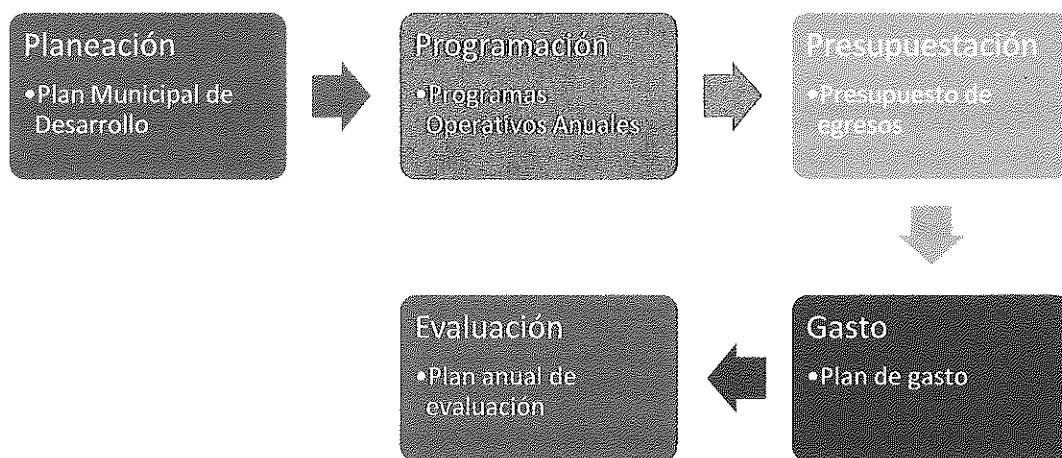 Planeación
•Plan Municipal de
Desarrollo
Programación
•Programas
Operativos Anuales
Presupuestación
•Presupuesto de
egresos
Gasto
•Plan de gasto
Evaluación
•Plan anual de
evaluación